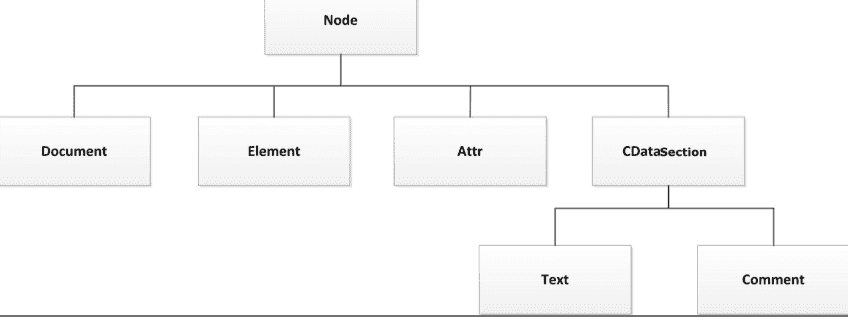 Node
Document
Element
Attr
CDataSection
Text
Comment